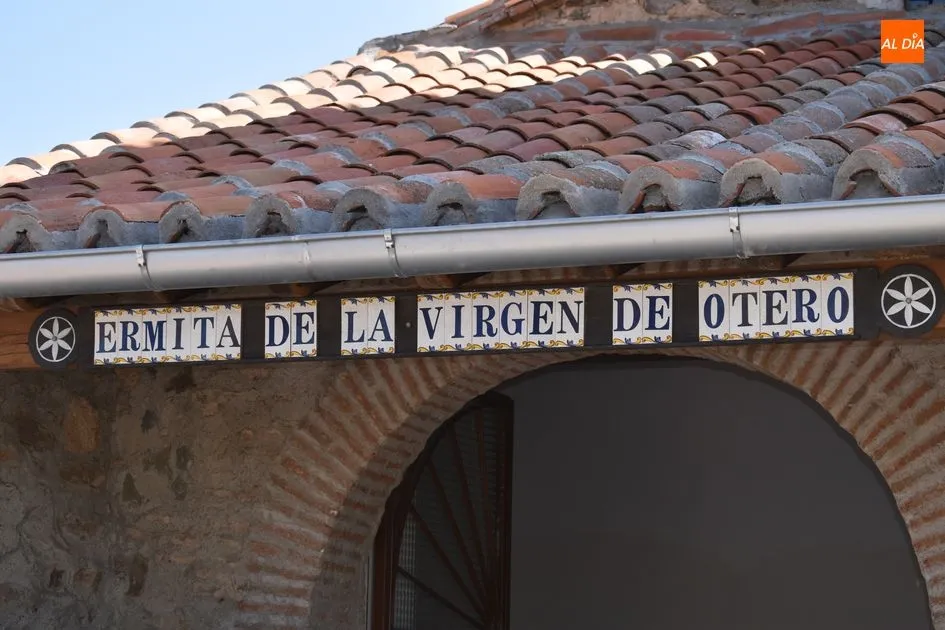 AL DÍA
ERMITA DE LA VIRGEN DE OTERO